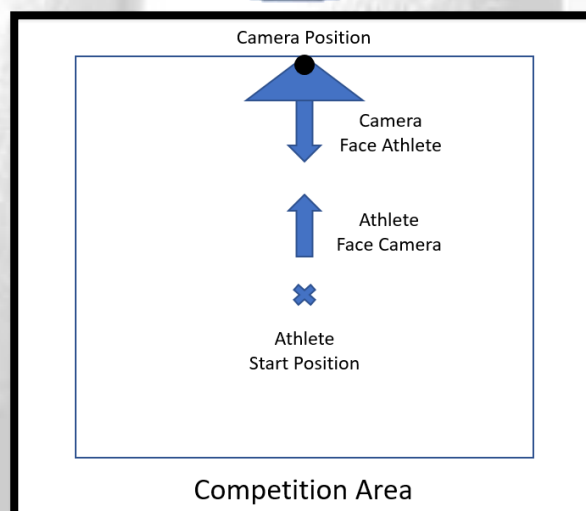 Camera Position
Camera
Face Athlete
Athlete
Face Camera
Athlete
Start Position
Competition Area